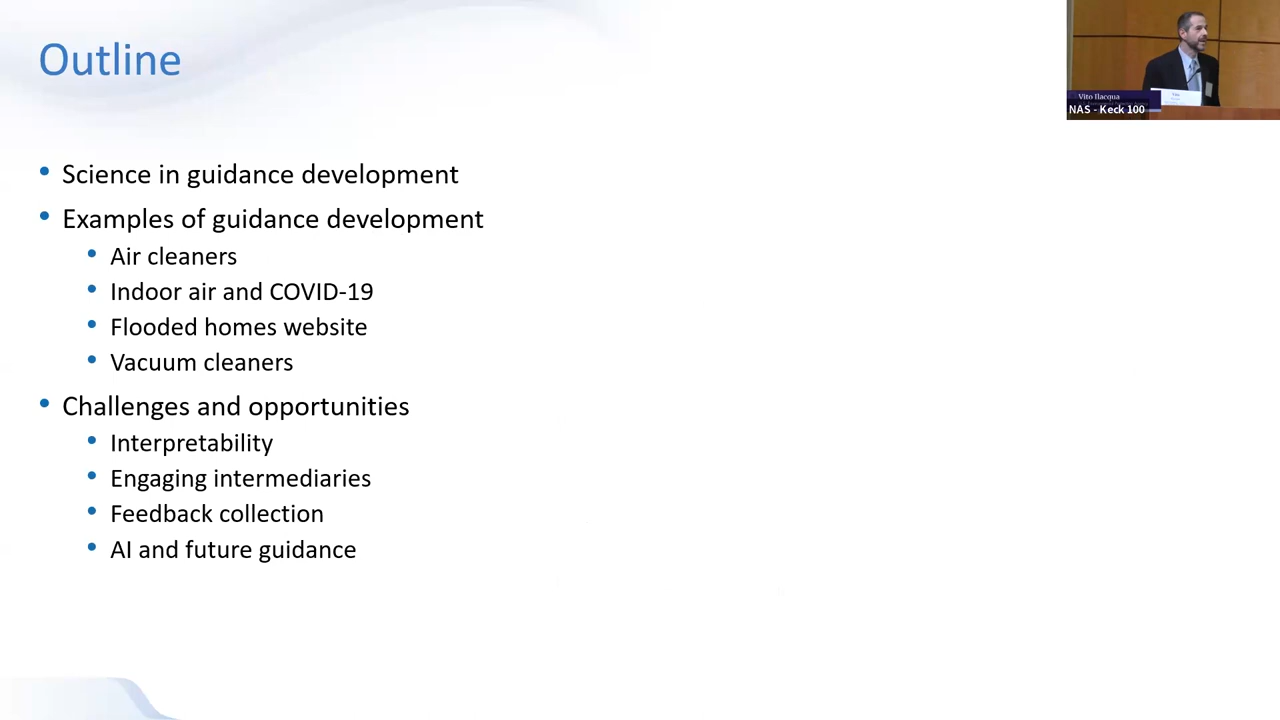 Outline
Vito Ilacqua
NAS - Keck 100
Science in guidance development
Examples of guidance development
Air cleaners
Indoor air and COVID-19
Flooded homes website
Vacuum cleaners
Challenges and opportunities
Interpretability
Engaging intermediaries
Feedback collection
AI and future guidance